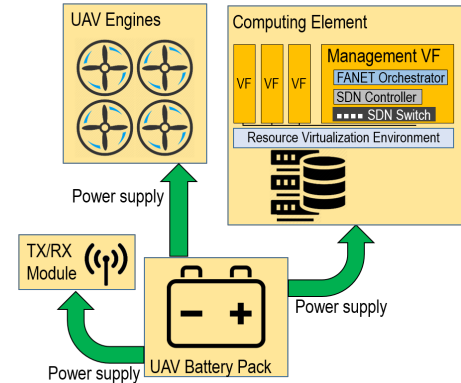 UAV Engines
Computing Element
VF
VF
VF
Management VF
FANET Orchestrator
SDN Controller
SDN Switch
Resource Virtualization Environment
Power supply
TX/RX
Module
Power supply
UAV Battery Pack
Power supply